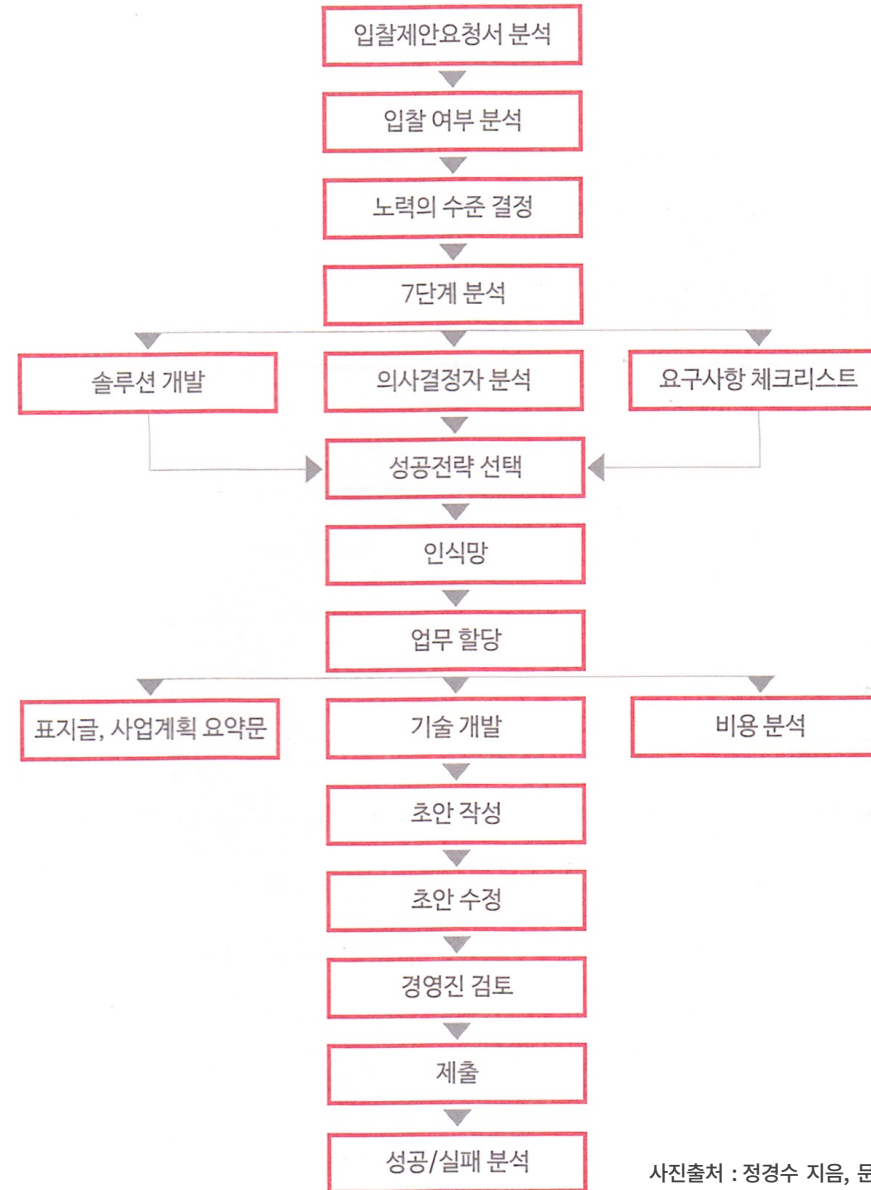 입찰제안요청서 분석
입찰 여부 분석
노력의 수준 결정
7단계 분석
솔루션 개발
의사결정자 분석
요구사항 체크리스트
성공전략 선택
인식망
업무 할당
표지글, 사업계획 요약문
기술 개발
비용 분석
초안 작성
초안 수정
경영진 검토
제출
성공/실패 분석
사진출처 : 정경수 지음, 문